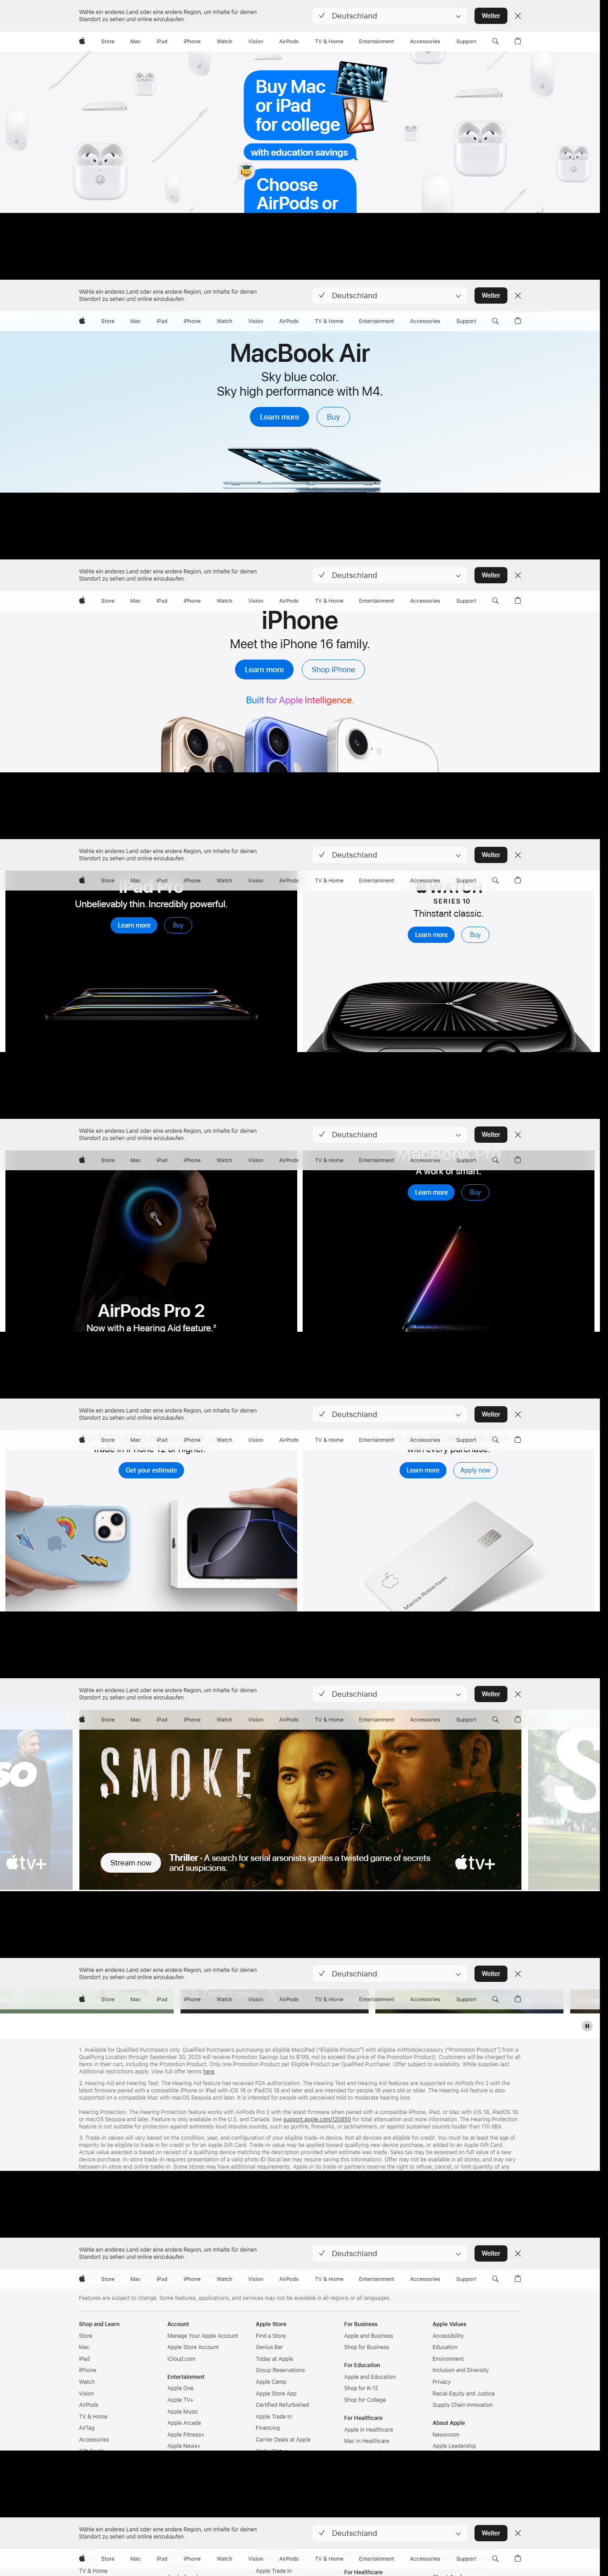 Wähle ein anderes Land oder eine andere Region, um Inhalte für deinen
Standort zu sehen und online einzukaufen.
Deutschland
Weiter
Store Mac iPad iPhone Watch Vision AirPods TV & Home Entertainment Accessories Support
Buy Mac
or iPad
for college
with education savings
Choose
AirPods or
Wähle ein anderes Land oder eine andere Region, um Inhalte für deinen
Standort zu sehen und online einzukaufen.
Deutschland
Weiter
Store Mac iPad iPhone Watch Vision AirPods TV & Home Entertainment Accessories Support
MacBook Air
Sky blue color.
Sky high performance with M4.
Learn more Buy
Wähle ein anderes Land oder eine andere Region, um Inhalte für deinen
Standort zu sehen und online einzukaufen.
Deutschland
Weiter
Store Mac iPad iPhone Watch Vision AirPods TV & Home Entertainment Accessories Support
iPhone
Meet the iPhone 16 family.
Learn more Shop iPhone
Built for Apple Intelligence.
Wähle ein anderes Land oder eine andere Region, um Inhalte für deinen
Standort zu sehen und online einzukaufen.
Deutschland
Weiter
Store Mac iPad iPhone Watch Vision AirPods TV & Home Entertainment Accessories Support
iPad Pro
Unbelievably thin. Incredibly powerful.
Learn more Buy
WATCH
SERIES 10
Thinstant classic.
Learn more Buy
Wähle ein anderes Land oder eine andere Region, um Inhalte für deinen
Standort zu sehen und online einzukaufen.
Deutschland
Weiter
Store Mac iPad iPhone Watch Vision AirPods TV & Home Entertainment Accessories Support
AirPods Pro 2
Now with a Hearing Aid feature.²
MacBook Pro
A work of smart.
Learn more Buy
Wähle ein anderes Land oder eine andere Region, um Inhalte für deinen
Standort zu sehen und online einzukaufen.
Deutschland
Weiter
Store Mac iPad iPhone Watch Vision AirPods TV & Home Entertainment Accessories Support
trade in iPhone 12 or higher.
Get your estimate
with every purchase.
Learn more Apply now
Marisa Robertson
Wähle ein anderes Land oder eine andere Region, um Inhalte für deinen
Standort zu sehen und online einzukaufen.
Deutschland
Weiter
Store Mac iPad iPhone Watch Vision AirPods TV & Home Entertainment Accessories Support
so
tv+
SMOKE
Stream now
Thriller · A search for serial arsonists ignites a twisted game of secrets
and suspicions.
tv+
S
Wähle ein anderes Land oder eine andere Region, um Inhalte für deinen
Standort zu sehen und online einzukaufen.
Deutschland
Weiter
Store Mac iPad iPhone Watch Vision AirPods TV & Home Entertainment Accessories Support
1. Available for Qualified Purchasers only. Qualified Purchasers purchasing an eligible Mac/iPad (“Eligible Product”) with eligible AirPods/accessory (“Promotion Product”) from a
Qualifying Location through September 30, 2025 will receive Promotion Savings (up to $199, not to exceed the price of the Promotion Product). Customers will be charged for all
items in their cart, including the Promotion Product. Only one Promotion Product per Eligible Product per Qualified Purchaser. Offer subject to availability. While supplies last.
Additional restrictions apply. View full offer terms here.
2. Hearing Aid and Hearing Test: The Hearing Aid feature has received FDA authorization. The Hearing Test and Hearing Aid features are supported on AirPods Pro 2 with the
latest firmware paired with a compatible iPhone or iPad with iOS 18 or iPadOS 18 and later and are intended for people 18 years old or older. The Hearing Aid feature is also
supported on a compatible Mac with macOS Sequoia and later. It is intended for people with perceived mild to moderate hearing loss.
Hearing Protection: The Hearing Protection feature works with AirPods Pro 2 with the latest firmware when paired with a compatible iPhone, iPad, or Mac with iOS 18, iPadOS 18,
or macOS Sequoia and later. Feature is only available in the U.S. and Canada. See support.apple.com/120850 for total attenuation and more information. The Hearing Protection
feature is not suitable for protection against extremely loud impulse sounds, such as gunfire, fireworks, or jackhammers, or against sustained sounds louder than 110 dBA.
3. Trade-in values will vary based on the condition, year, and configuration of your eligible trade-in device. Not all devices are eligible for credit. You must be at least the age of
majority to be eligible to trade in for credit or for an Apple Gift Card. Trade-in value may be applied toward qualifying new device purchase, or added to an Apple Gift Card.
Actual value awarded is based on receipt of a qualifying device matching the description provided when estimate was made. Sales tax may be assessed on full value of a new
device purchase. In-store trade-in requires presentation of a valid photo ID (local law may require saving this information). Offer may not be available in all stores, and may vary
between in-store and online trade-in. Some stores may have additional requirements. Apple or its trade-in partners reserve the right to refuse, cancel, or limit quantity of any
Wähle ein anderes Land oder eine andere Region, um Inhalte für deinen
Standort zu sehen und online einzukaufen.
Deutschland
Weiter
Store Mac iPad iPhone Watch Vision AirPods TV & Home Entertainment Accessories Support
Features are subject to change. Some features, applications, and services may not be available in all regions or all languages.
Shop and Learn
Store
Mac
iPad
iPhone
Watch
Vision
AirPods
TV & Home
AirTag
Accessories
Gift Cards
Account
Manage Your Apple Account
Apple Store Account
iCloud.com
Entertainment
Apple One
Apple TV+
Apple Music
Apple Arcade
Apple Fitness+
Apple News+
Apple Store
Find a Store
Genius Bar
Today at Apple
Group Reservations
Apple Camp
Apple Store App
Certified Refurbished
Apple Trade In
Financing
Carrier Deals at Apple
Order Status
For Business
Apple and Business
Shop for Business
For Education
Apple and Education
Shop for K-12
Shop for College
For Healthcare
Apple in Healthcare
Mac in Healthcare
Apple Values
Accessibility
Education
Environment
Inclusion and Diversity
Privacy
Racial Equity and Justice
Supply Chain Innovation
About Apple
Newsroom
Apple Leadership
Wähle ein anderes Land oder eine andere Region, um Inhalte für deinen
Standort zu sehen und online einzukaufen.
Deutschland
Weiter
Store Mac iPad iPhone Watch Vision AirPods TV & Home Entertainment Accessories Support
TV & Home
Apple Trade In
For Healthcare